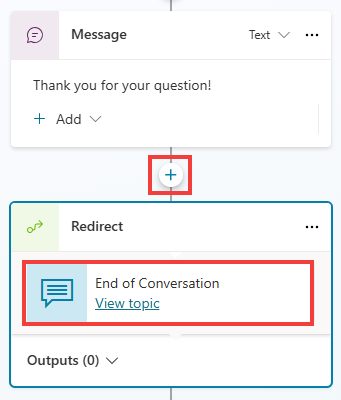 Message
Text
Thank you for your question!
Add
Redirect
End of Conversation
View topic
Outputs (0)